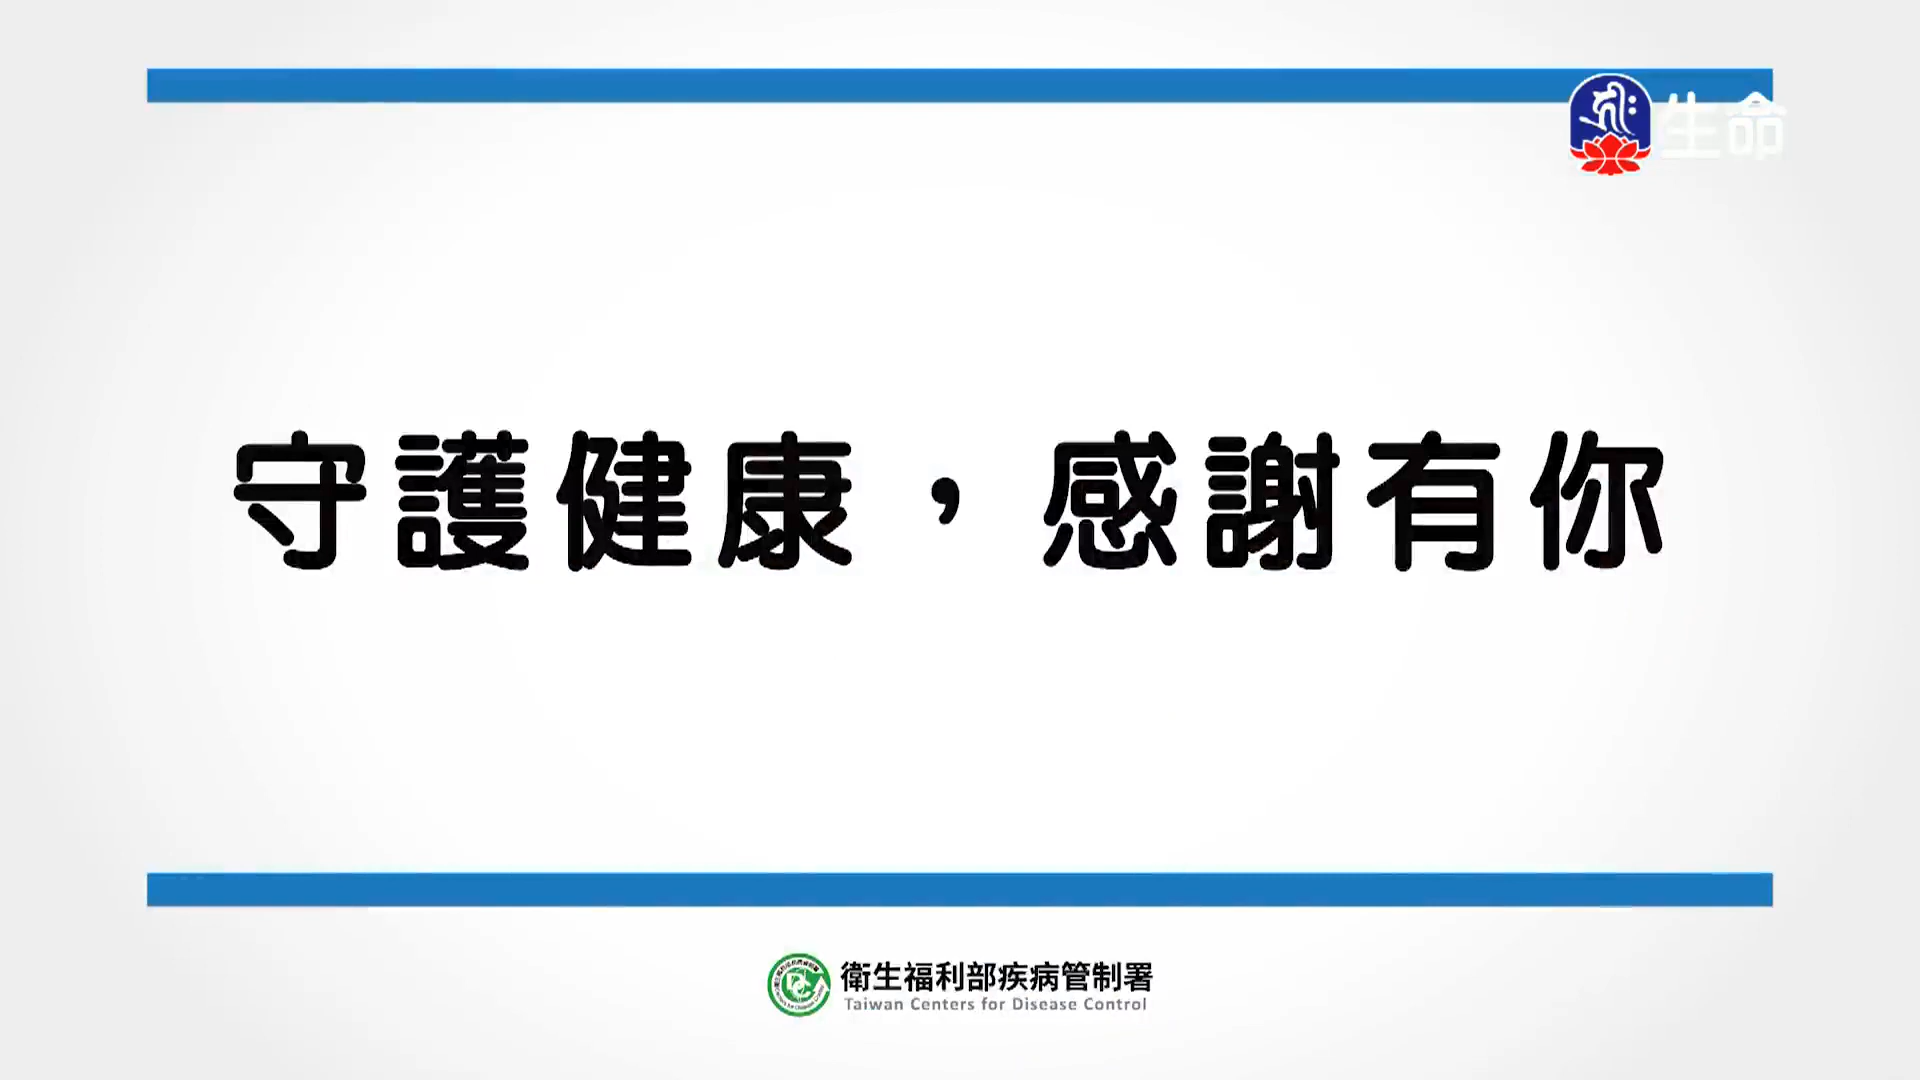 生命
守護健康，感謝有你
衛生福利部疾病管制署
Taiwan Centers for Disease Control